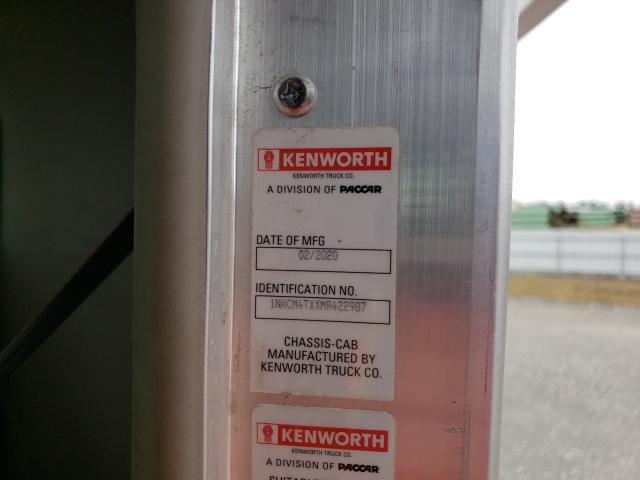 KENWORTH
KENWORTH TRUCK CO.
A DIVISION OF PACCAR
DATE OF MFG
02/2020
IDENTIFICATION NO.
1NKCM4TXXMR422987
CHASSIS-CAB
MANUFACTURED BY
KENWORTH TRUCK CO.
KENWORTH
KENWORTH TRUCK CO.
A DIVISION OF PACCAR